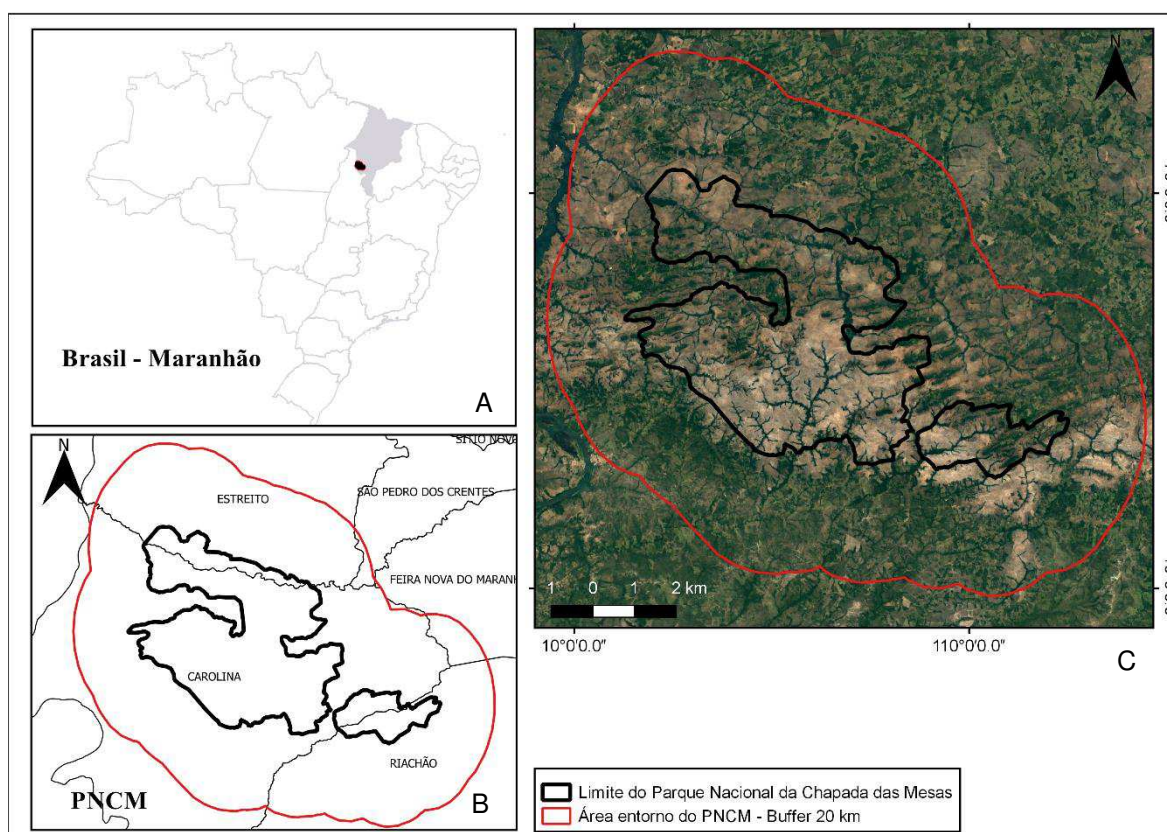 Brasil - Maranhão
A
N
ESTREITO
SÍTIO NOVO
SÃO PEDRO DOS CRENTES
FEIRA NOVA DO MARANH
CAROLINA
RIACHÃO
PNCM
B
N
1 0 1 2 km
10°0'0.0"
110°0'0.0"
C
Limite do Parque Nacional da Chapada das Mesas
Área entorno do PNCM - Buffer 20 km